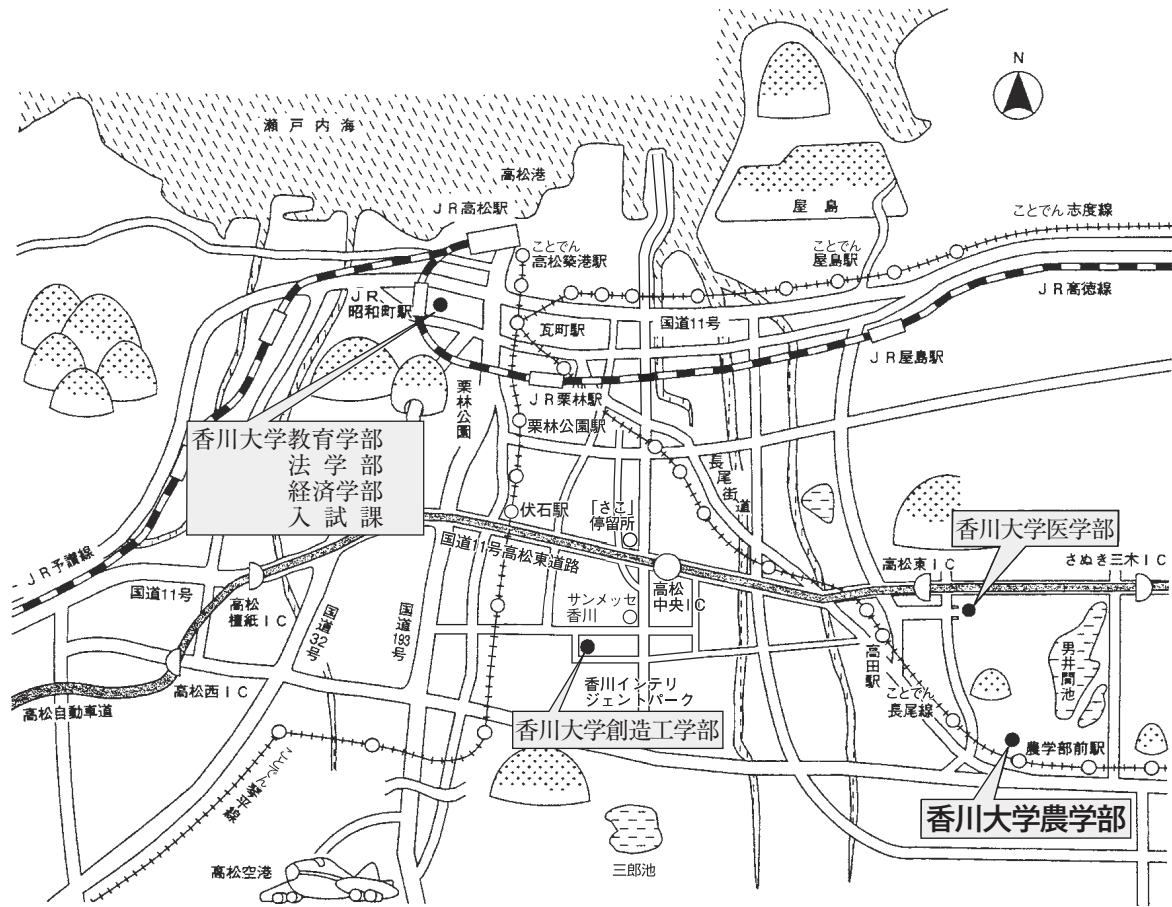 N
瀬戸内海
高松港
JR高松駅
ことでん
高松築港駅
屋島
ことでん 志度線
ことでん
屋島駅
JR高徳線
JR
昭和町駅
瓦町駅
国道11号
JR屋島駅
栗林公園
JR栗林駅
栗林公園駅
香川大学教育学部
法学部
経済学部
入試課
長尾街道
伏石駅
「さこ」
停留所
香川大学医学部
国道11号高松東道路
高松東IC
さぬき三木IC
JR予讃線
国道11号
高松
檀紙IC
国道32号
国道193号
サンメッセ
香川
高松
中央IC
男井間池
高田駅
高松西IC
香川インテリ
ジェントパーク
ことでん
長尾線
高松自動車道
香川大学創造工学部
農学部前駅
ことでん琴平線
香川大学農学部
高松空港
三郎池